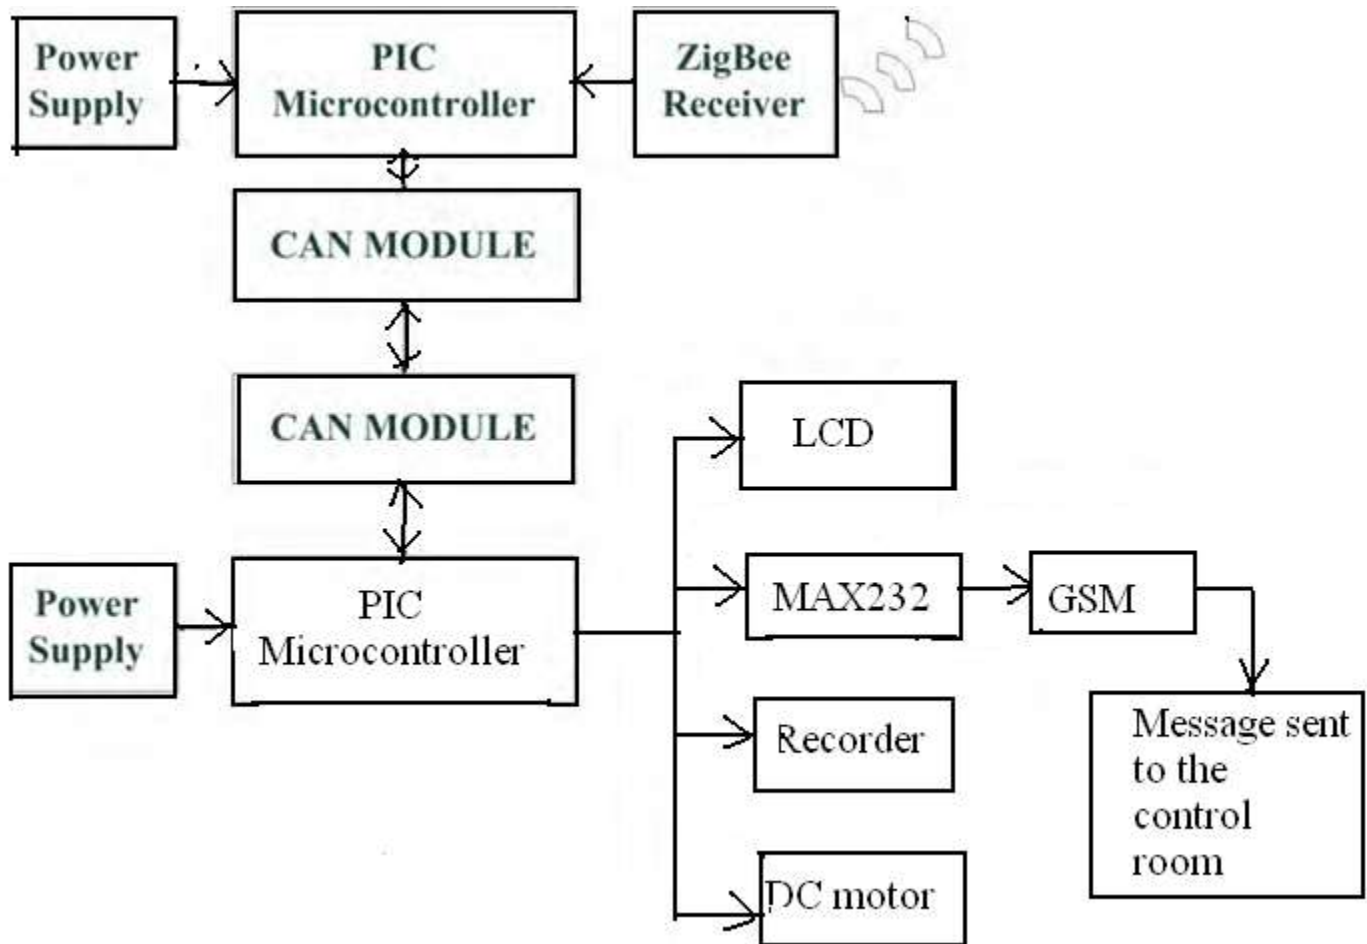 Power
Supply
PIC
Microcontroller
ZigBee
Receiver
CAN MODULE
CAN MODULE
LCD
Power
Supply
PIC
Microcontroller
MAX232
GSM
Recorder
Message sent
to the
control
room
DC motor